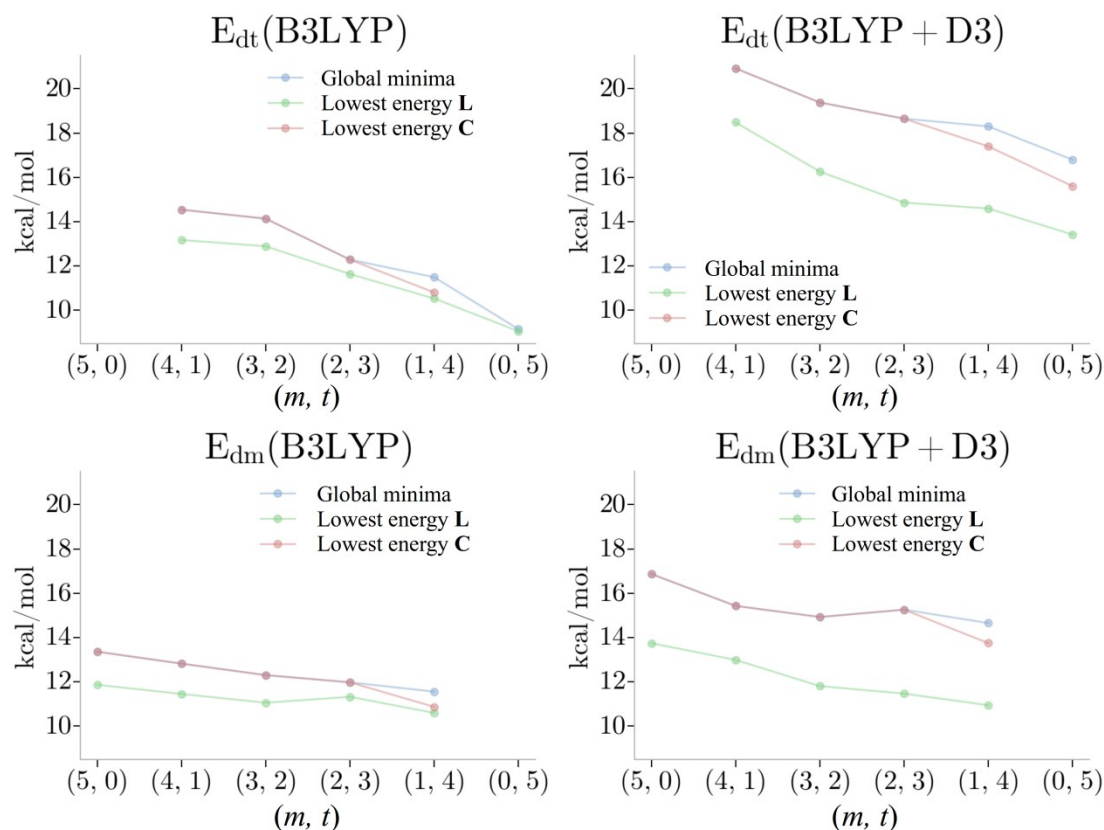 E_dt(B3LYP)
Global minima
Lowest energy L
Lowest energy C
kcal/mol
20
18
16
14
12
10
(5, 0) (4, 1) (3, 2) (2, 3) (1, 4) (0, 5)
(m, t)
E_dt(B3LYP + D3)
kcal/mol
20
18
16
14
12
10
Global minima
Lowest energy L
Lowest energy C
(5, 0) (4, 1) (3, 2) (2, 3) (1, 4) (0, 5)
(m, t)
E_dm(B3LYP)
Global minima
Lowest energy L
Lowest energy C
kcal/mol
20
18
16
14
12
10
(5, 0) (4, 1) (3, 2) (2, 3) (1, 4) (0, 5)
(m, t)
E_dm(B3LYP + D3)
Global minima
Lowest energy L
Lowest energy C
kcal/mol
20
18
16
14
12
10
(5, 0) (4, 1) (3, 2) (2, 3) (1, 4) (0, 5)
(m, t)